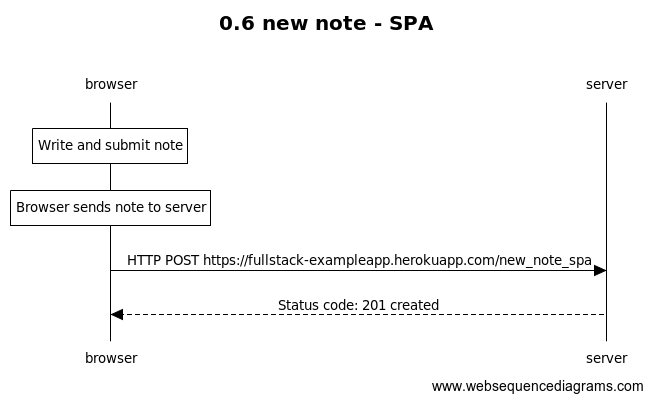 0.6 new note - SPA
browser server
Write and submit note
Browser sends note to server
HTTP POST https://fullstack-exampleapp.herokuapp.com/new_note_spa
Status code: 201 created
browser server
www.websequencediagrams.com